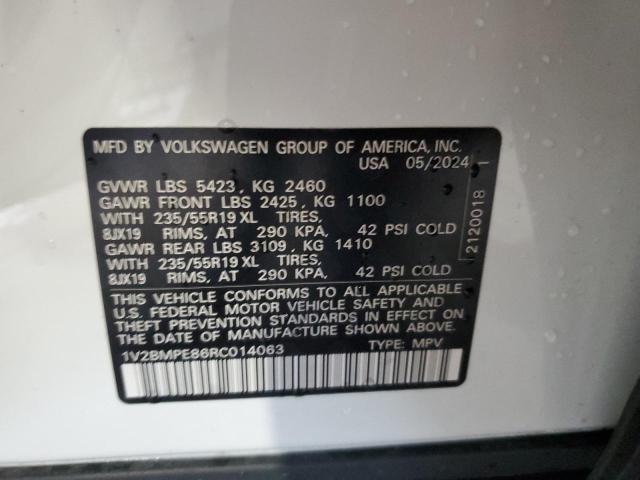 MFD BY VOLKSWAGEN GROUP OF AMERICA, INC.
USA 05/2024
GVWR LBS 5423, KG 2460
GAWR FRONT LBS 2425, KG 1100
WITH 235/55R19 XL TIRES,
8JX19 RIMS, AT 290 KPA, 42 PSI COLD
GAWR REAR LBS 3109, KG 1410
WITH 235/55R19 XL TIRES,
8JX19 RIMS, AT 290 KPA, 42 PSI COLD
THIS VEHICLE CONFORMS TO ALL APPLICABLE
U.S. FEDERAL MOTOR VEHICLE SAFETY AND
THEFT PREVENTION STANDARDS IN EFFECT ON
THE DATE OF MANUFACTURE SHOWN ABOVE.
1V2BMPE86RC014063 TYPE: MPV
2120018 1